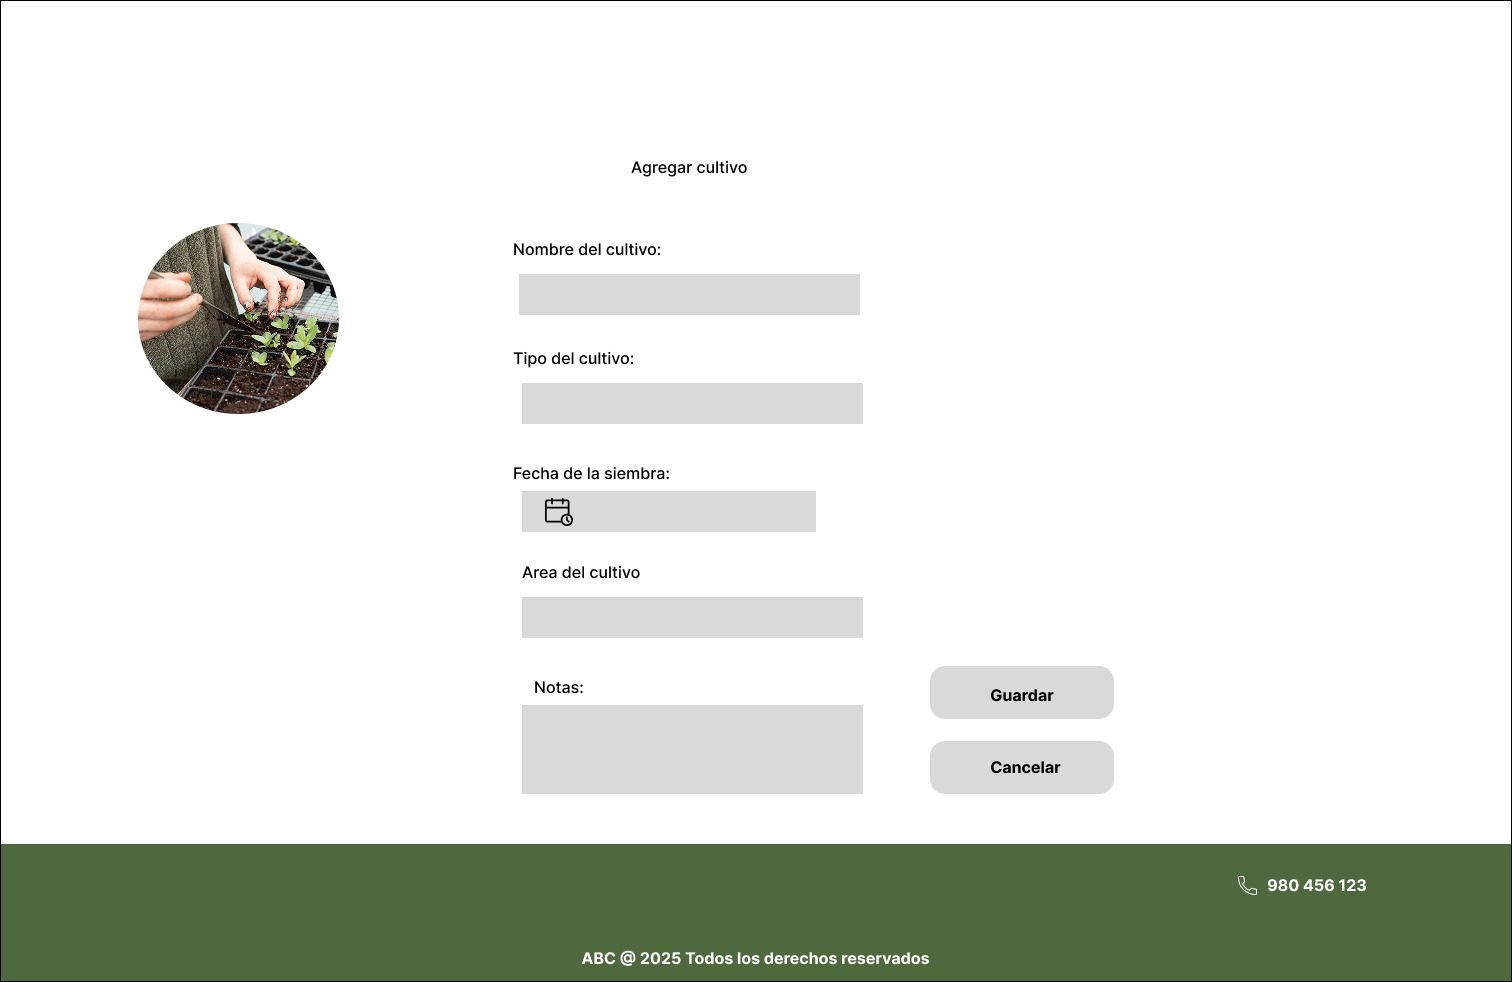 Agregar cultivo
Nombre del cultivo:
Tipo del cultivo:
Fecha de la siembra:
Area del cultivo
Notas:
Guardar
Cancelar
980 456 123
ABC @ 2025 Todos los derechos reservados